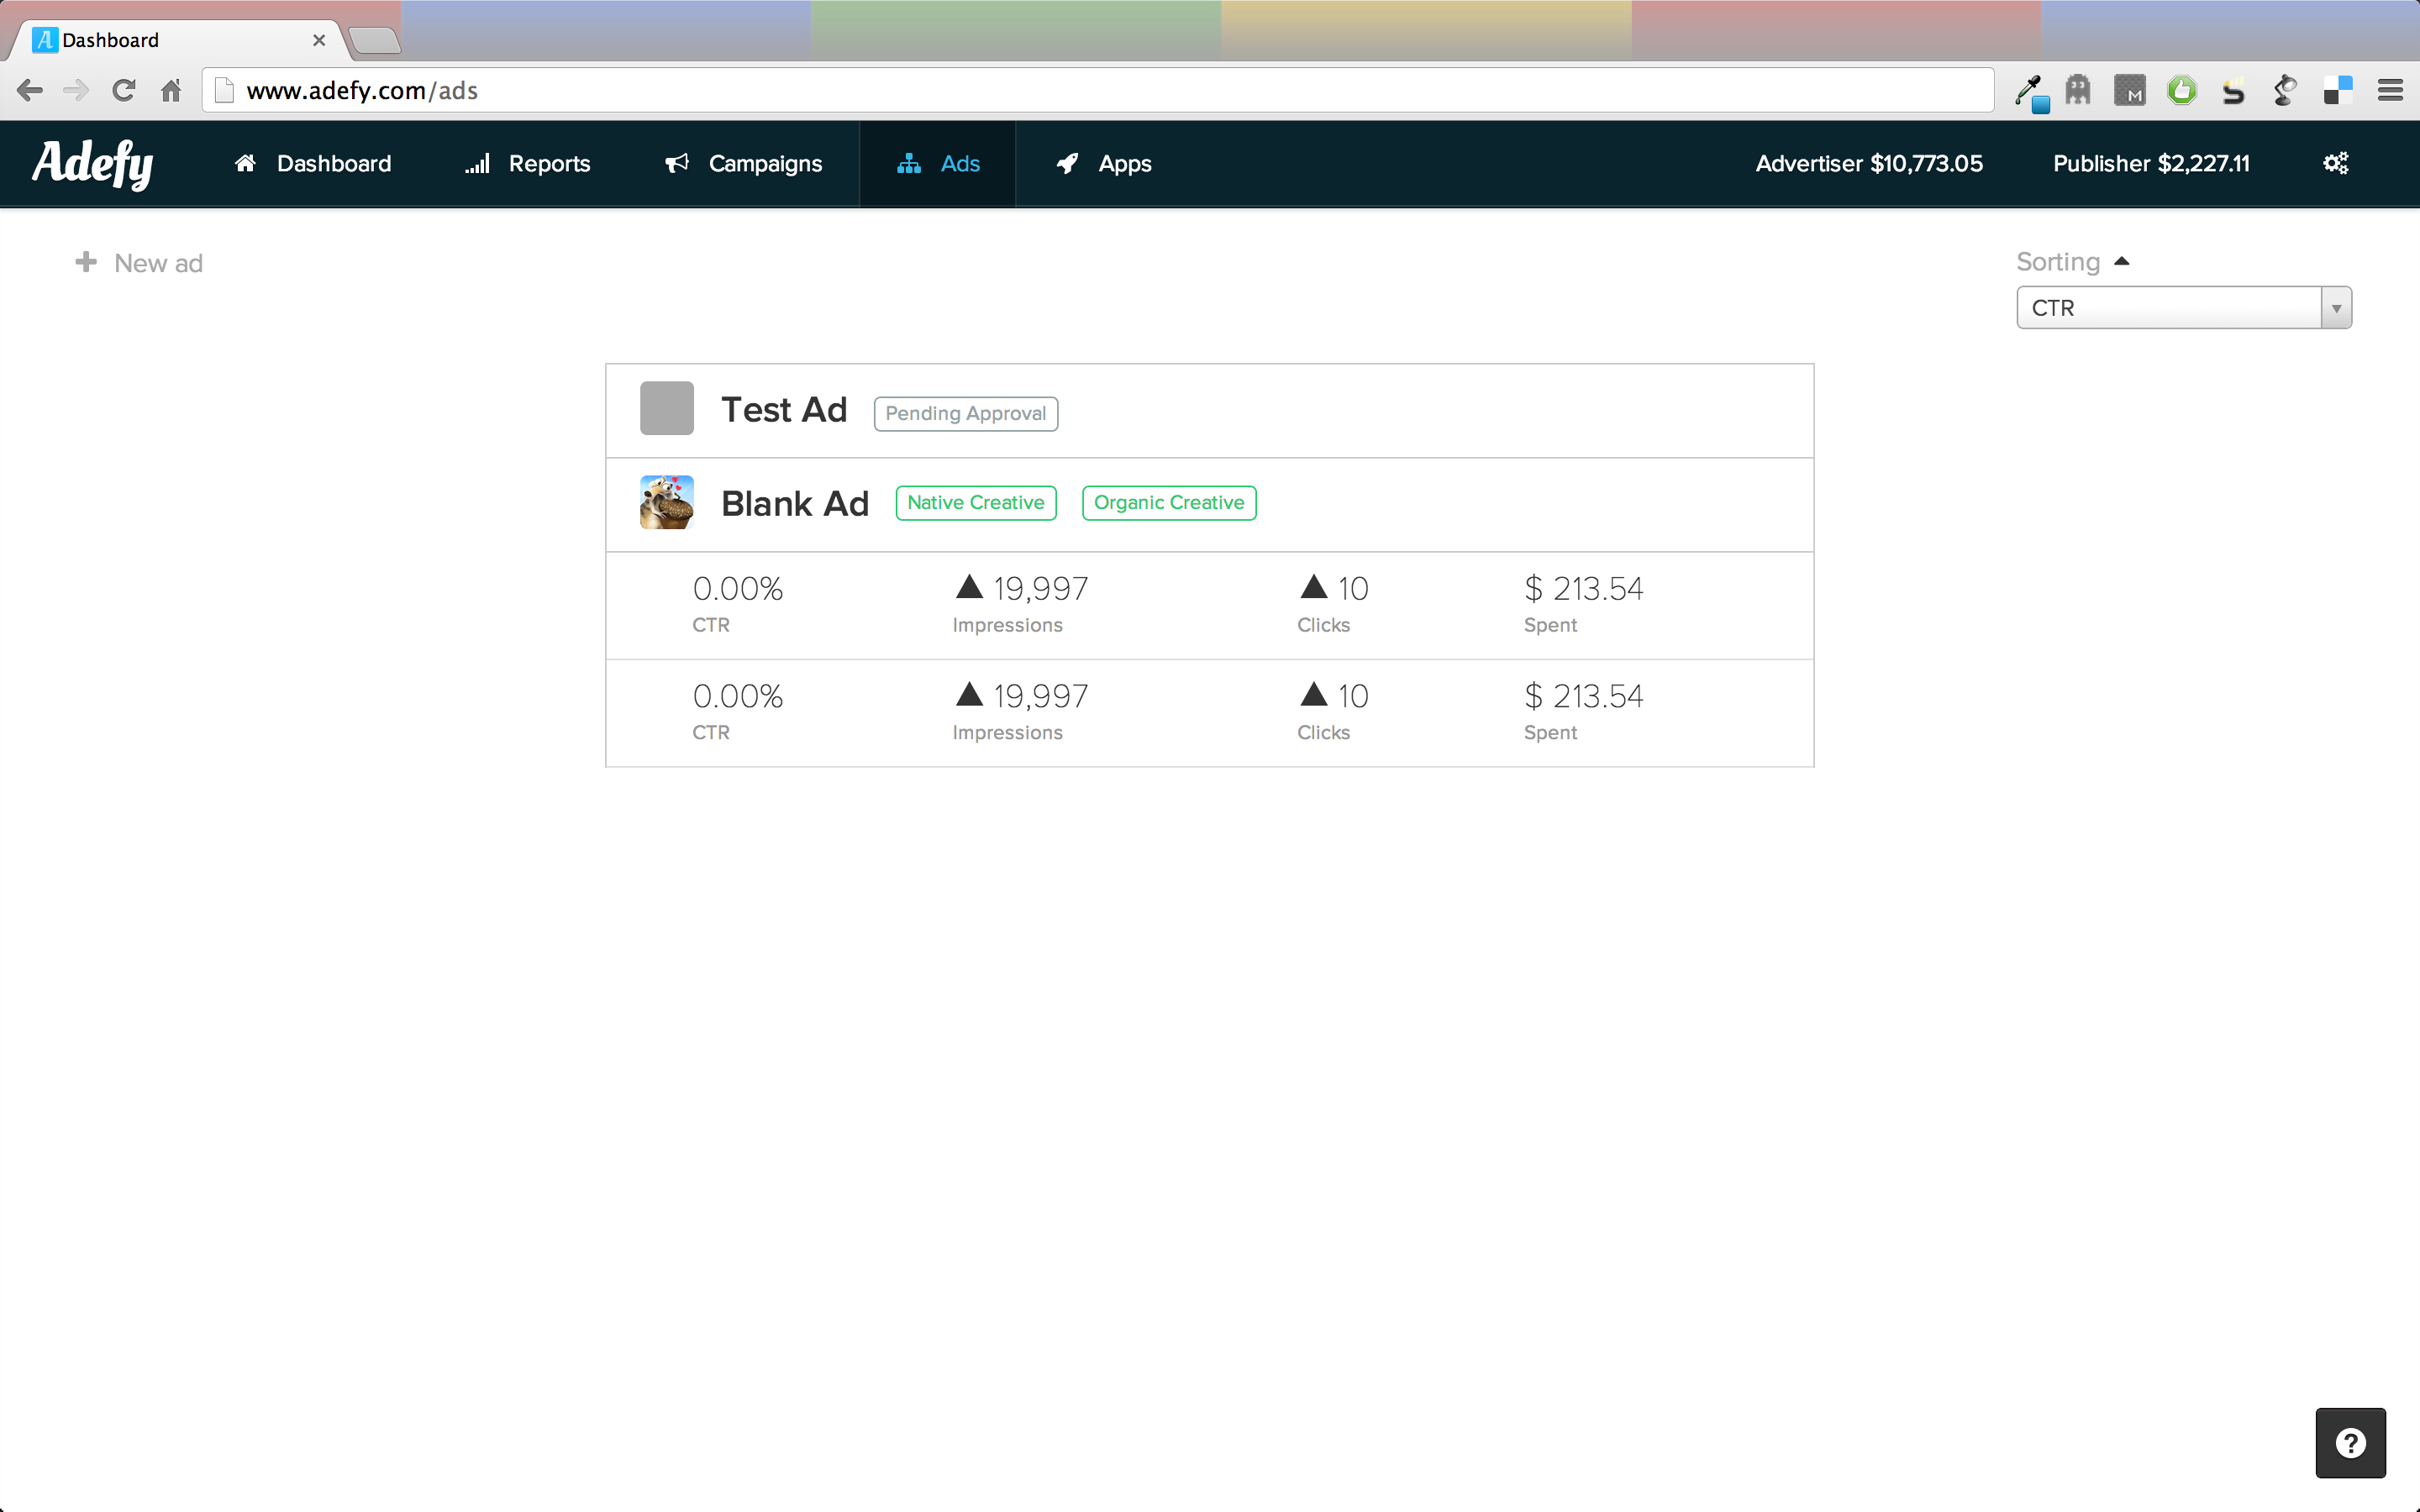 Dashboard
www.adefy.com/ads
Adefy Dashboard Reports Campaigns Ads Apps Advertiser $10,773.05 Publisher $2,227.11
New ad
Sorting
CTR
Test Ad Pending Approval
Blank Ad Native Creative Organic Creative
0.00% 19,997 10 $ 213.54
CTR Impressions Clicks Spent
0.00% 19,997 10 $ 213.54
CTR Impressions Clicks Spent